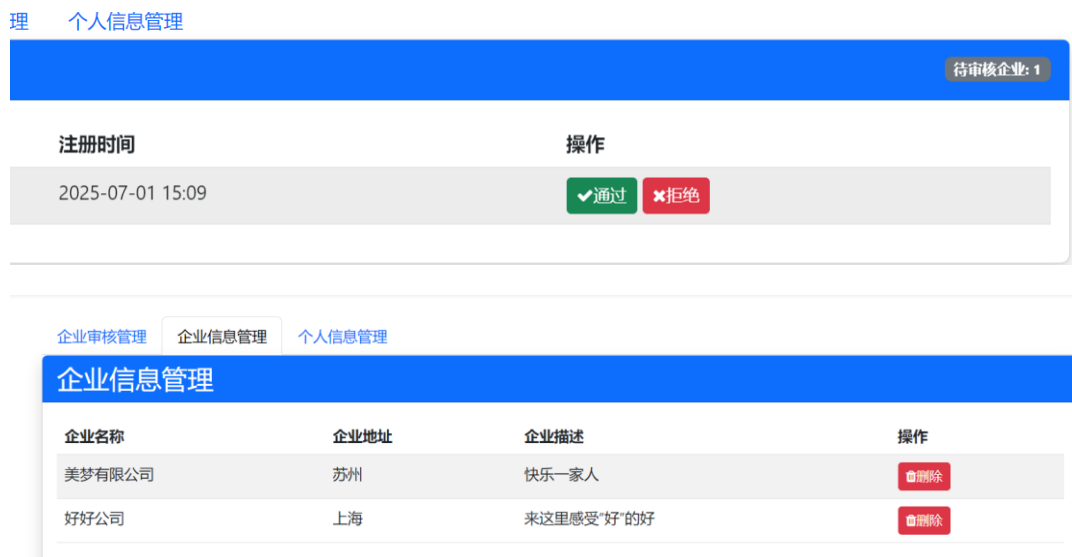 理 个人信息管理
待审核企业: 1
注册时间 操作
2025-07-01 15:09 通过 拒绝
企业审核管理 企业信息管理 个人信息管理
企业信息管理
企业名称 企业地址 企业描述 操作
美梦有限公司 苏州 快乐一家人 删除
好好公司 上海 来这里感受"好"的好 删除